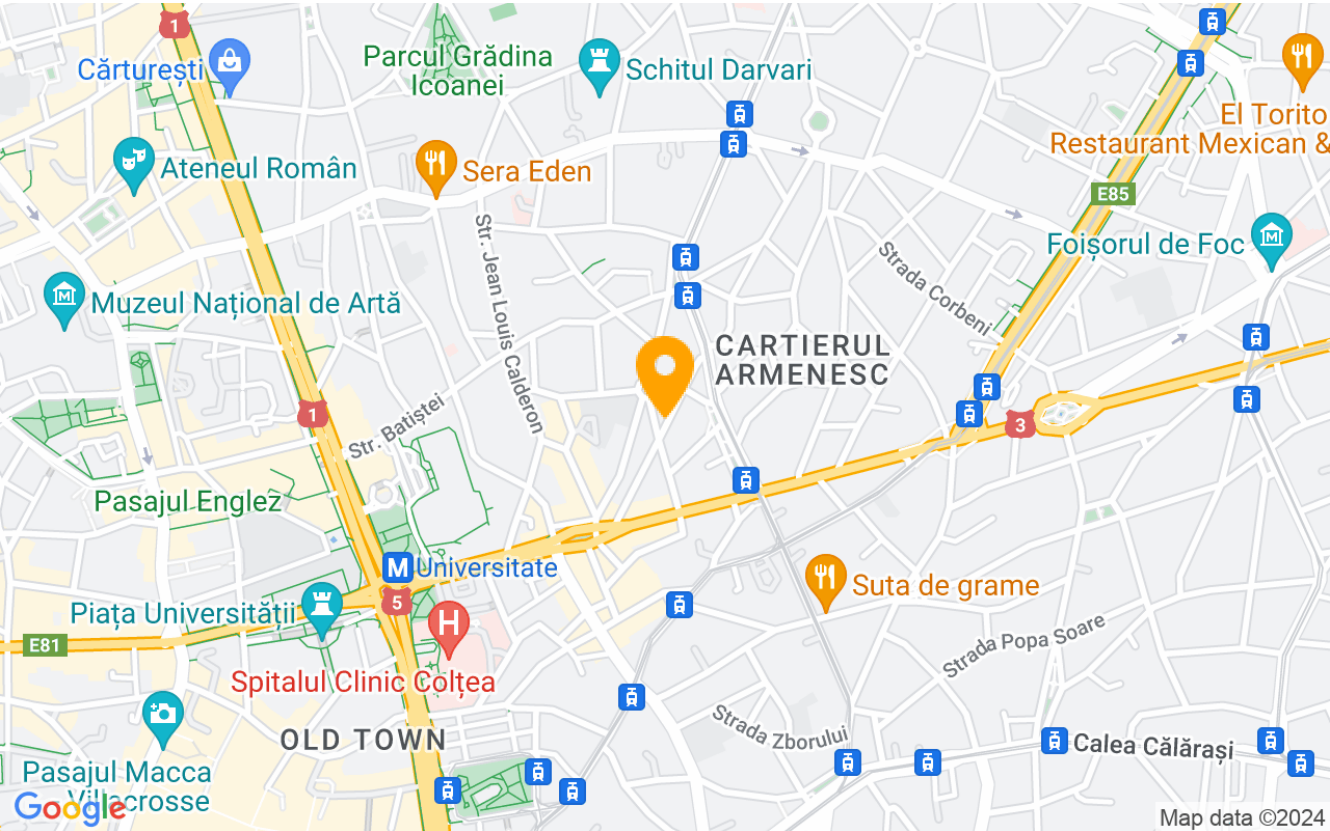 1
Cărturești
Parcul Grădina
Icoanei
Schitul Darvari
El Torito
Restaurant Mexican &
Ateneul Român
Sera Eden
E85
Str. Jean Louis Calderon
Strada Corbeni
Foișorul de Foc
Muzeul Național de Artă
CARTIERUL
ARMENESC
1
Str. Batiștei
3
Pasajul Englez
M
Universitate
Suta de grame
Piața Universității
5
H
E81
Strada Popa Soare
Spitalul Clinic Colțea
OLD TOWN
Strada Zborului
Calea Călărași
Pasajul Macca
Villacrosse
Google
Map data ©2024